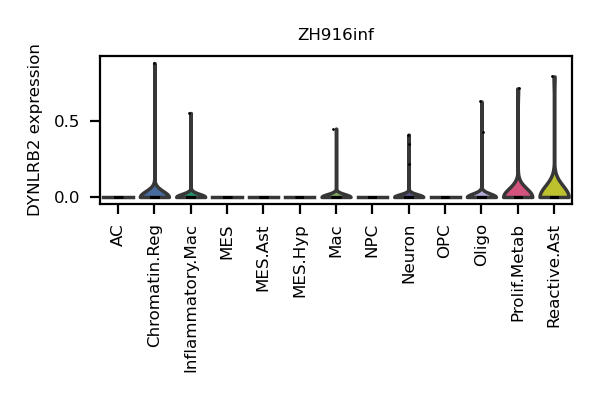 ZH916inf
DYNLRB2 expression
0.5
0.0
AC
Chromatin.Reg
Inflammatory.Mac
MES
MES.Ast
MES.Hyp
Mac
NPC
Neuron
OPC
Oligo
Prolif.Metab
Reactive.Ast